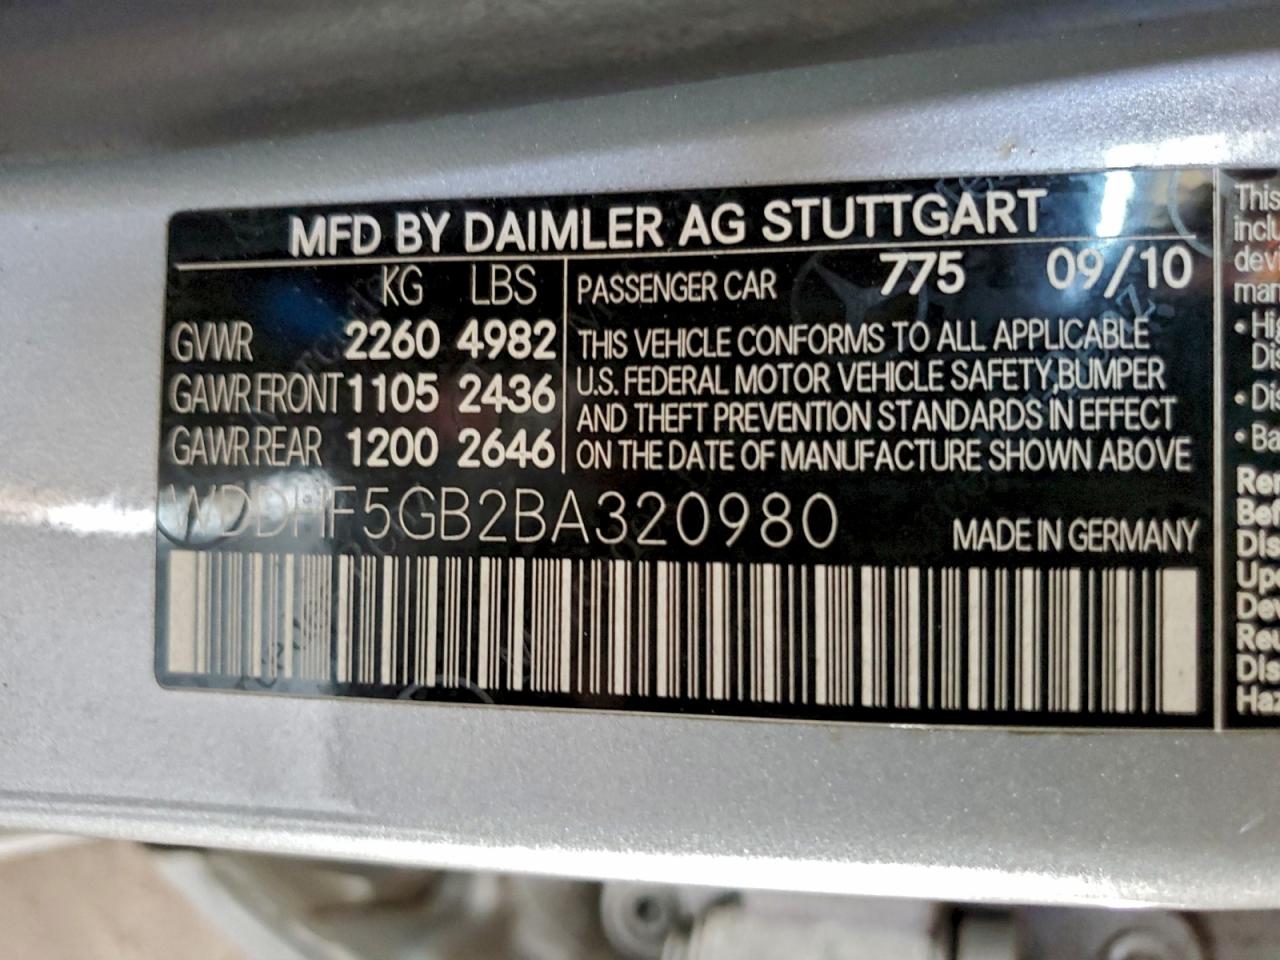 MFD BY DAIMLER AG STUTTGART
KG LBS
PASSENGER CAR 775 09/10
GVWR 2260 4982
GAWR FRONT 1105 2436
GAWR REAR 1200 2646
THIS VEHICLE CONFORMS TO ALL APPLICABLE
U.S. FEDERAL MOTOR VEHICLE SAFETY,BUMPER
AND THEFT PREVENTION STANDARDS IN EFFECT
ON THE DATE OF MANUFACTURE SHOWN ABOVE
WDDHF5GB2BA320980
MADE IN GERMANY
This